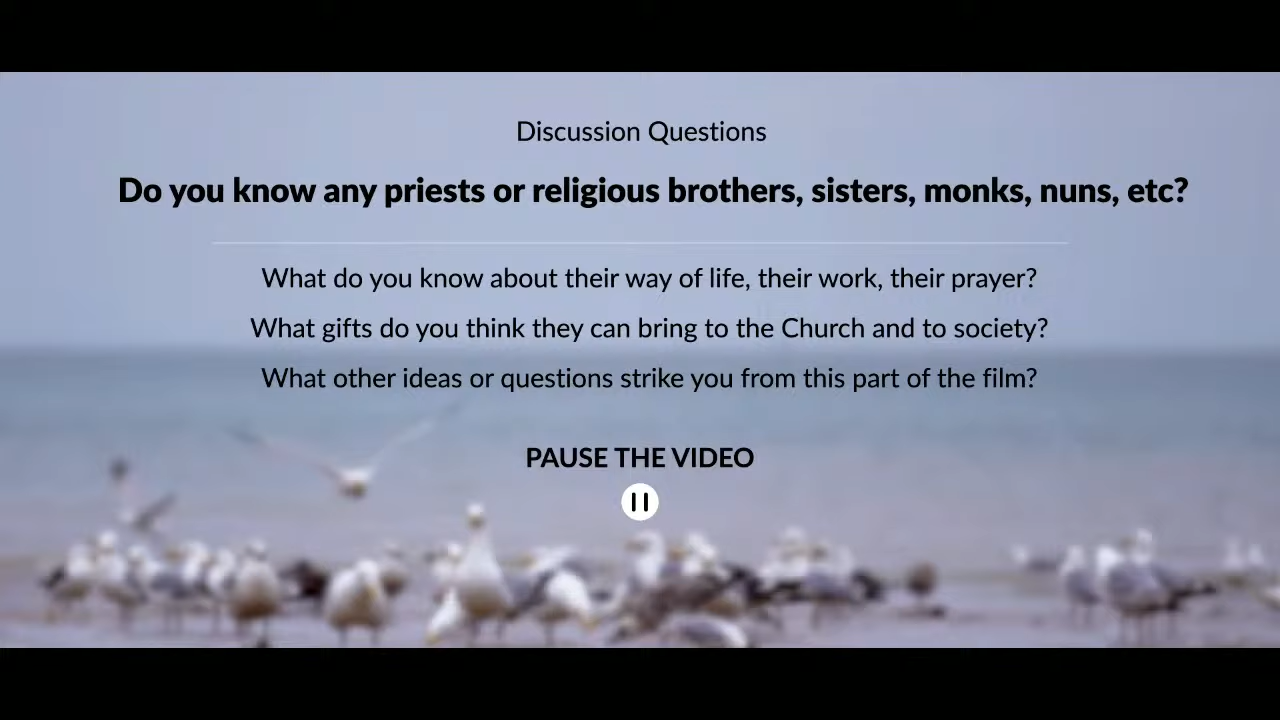 Discussion Questions
Do you know any priests or religious brothers, sisters, monks, nuns, etc?
What do you know about their way of life, their work, their prayer?
What gifts do you think they can bring to the Church and to society?
What other ideas or questions strike you from this part of the film?
PAUSE THE VIDEO